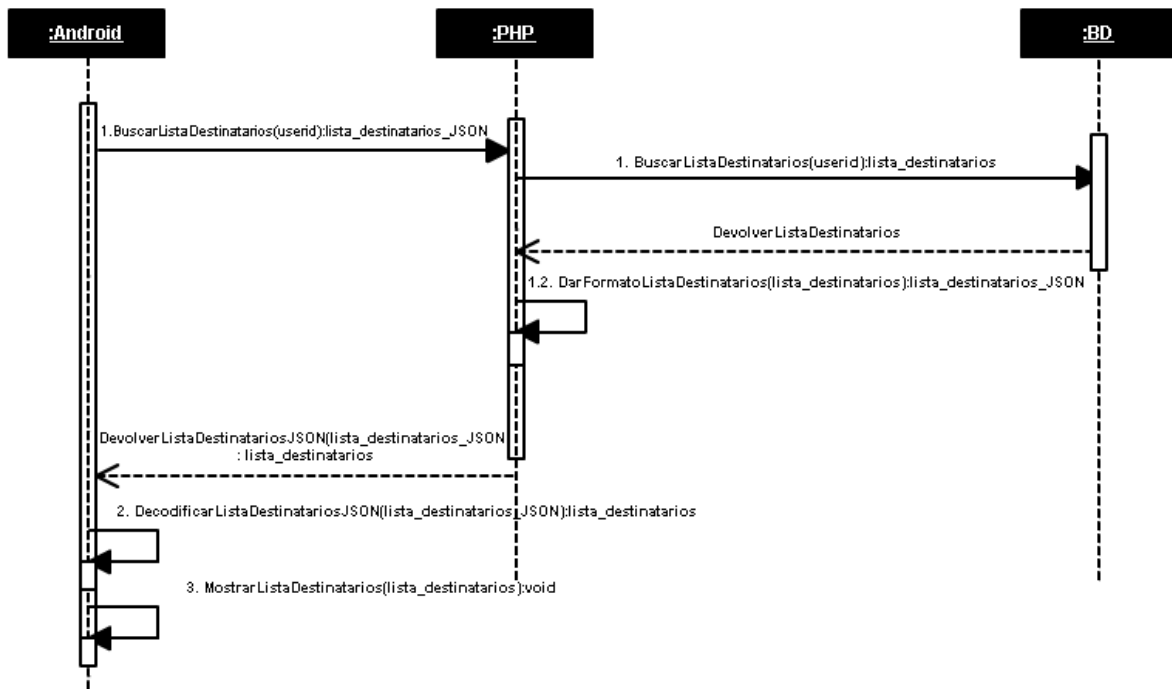 :Android
:PHP
:BD
1.BuscarListaDestinatarios(userid):lista_destinatarios_JSON
1. BuscarListaDestinatarios(userid):lista_destinatarios
DevolverListaDestinatarios
1.2. DarFormatoListaDestinatarios(lista_destinatarios):lista_destinatarios_JSON
DevolverListaDestinatariosJSON(lista_destinatarios_JSON
: lista_destinatarios
2. DecodificarListaDestinatariosJSON(lista_destinatarios_JSON):lista_destinatarios
3. MostrarListaDestinatarios(lista_destinatarios):void